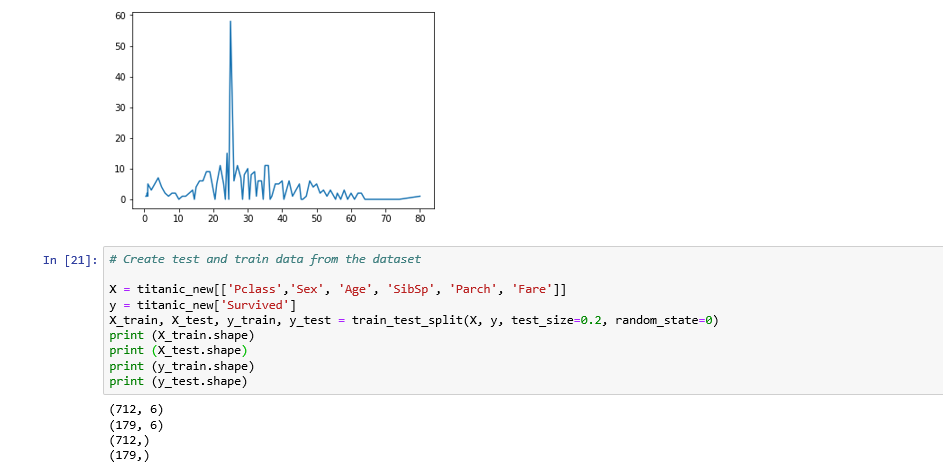 60
50
40
30
20
10
0
0 10 20 30 40 50 60 70 80
In [21]: # Create test and train data from the dataset
X = titanic_new[['Pclass','Sex', 'Age', 'SibSp', 'Parch', 'Fare']]
y = titanic_new['Survived']
X_train, X_test, y_train, y_test = train_test_split(X, y, test_size=0.2, random_state=0)
print (X_train.shape)
print (X_test.shape)
print (y_train.shape)
print (y_test.shape)
(712, 6)
(179, 6)
(712,)
(179,)